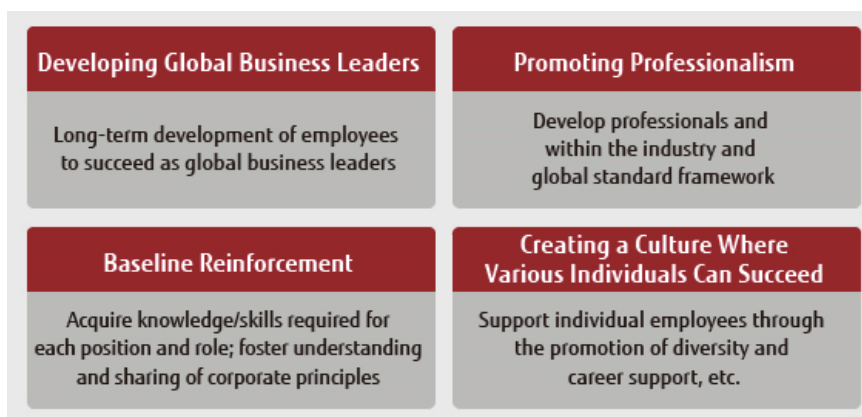 Developing Global Business Leaders
Long-term development of employees
to succeed as global business leaders
Promoting Professionalism
Develop professionals and
within the industry and
global standard framework
Baseline Reinforcement
Acquire knowledge/skills required for
each position and role; foster understanding
and sharing of corporate principles
Creating a Culture Where
Various Individuals Can Succeed
Support individual employees through
the promotion of diversity and
career support, etc.